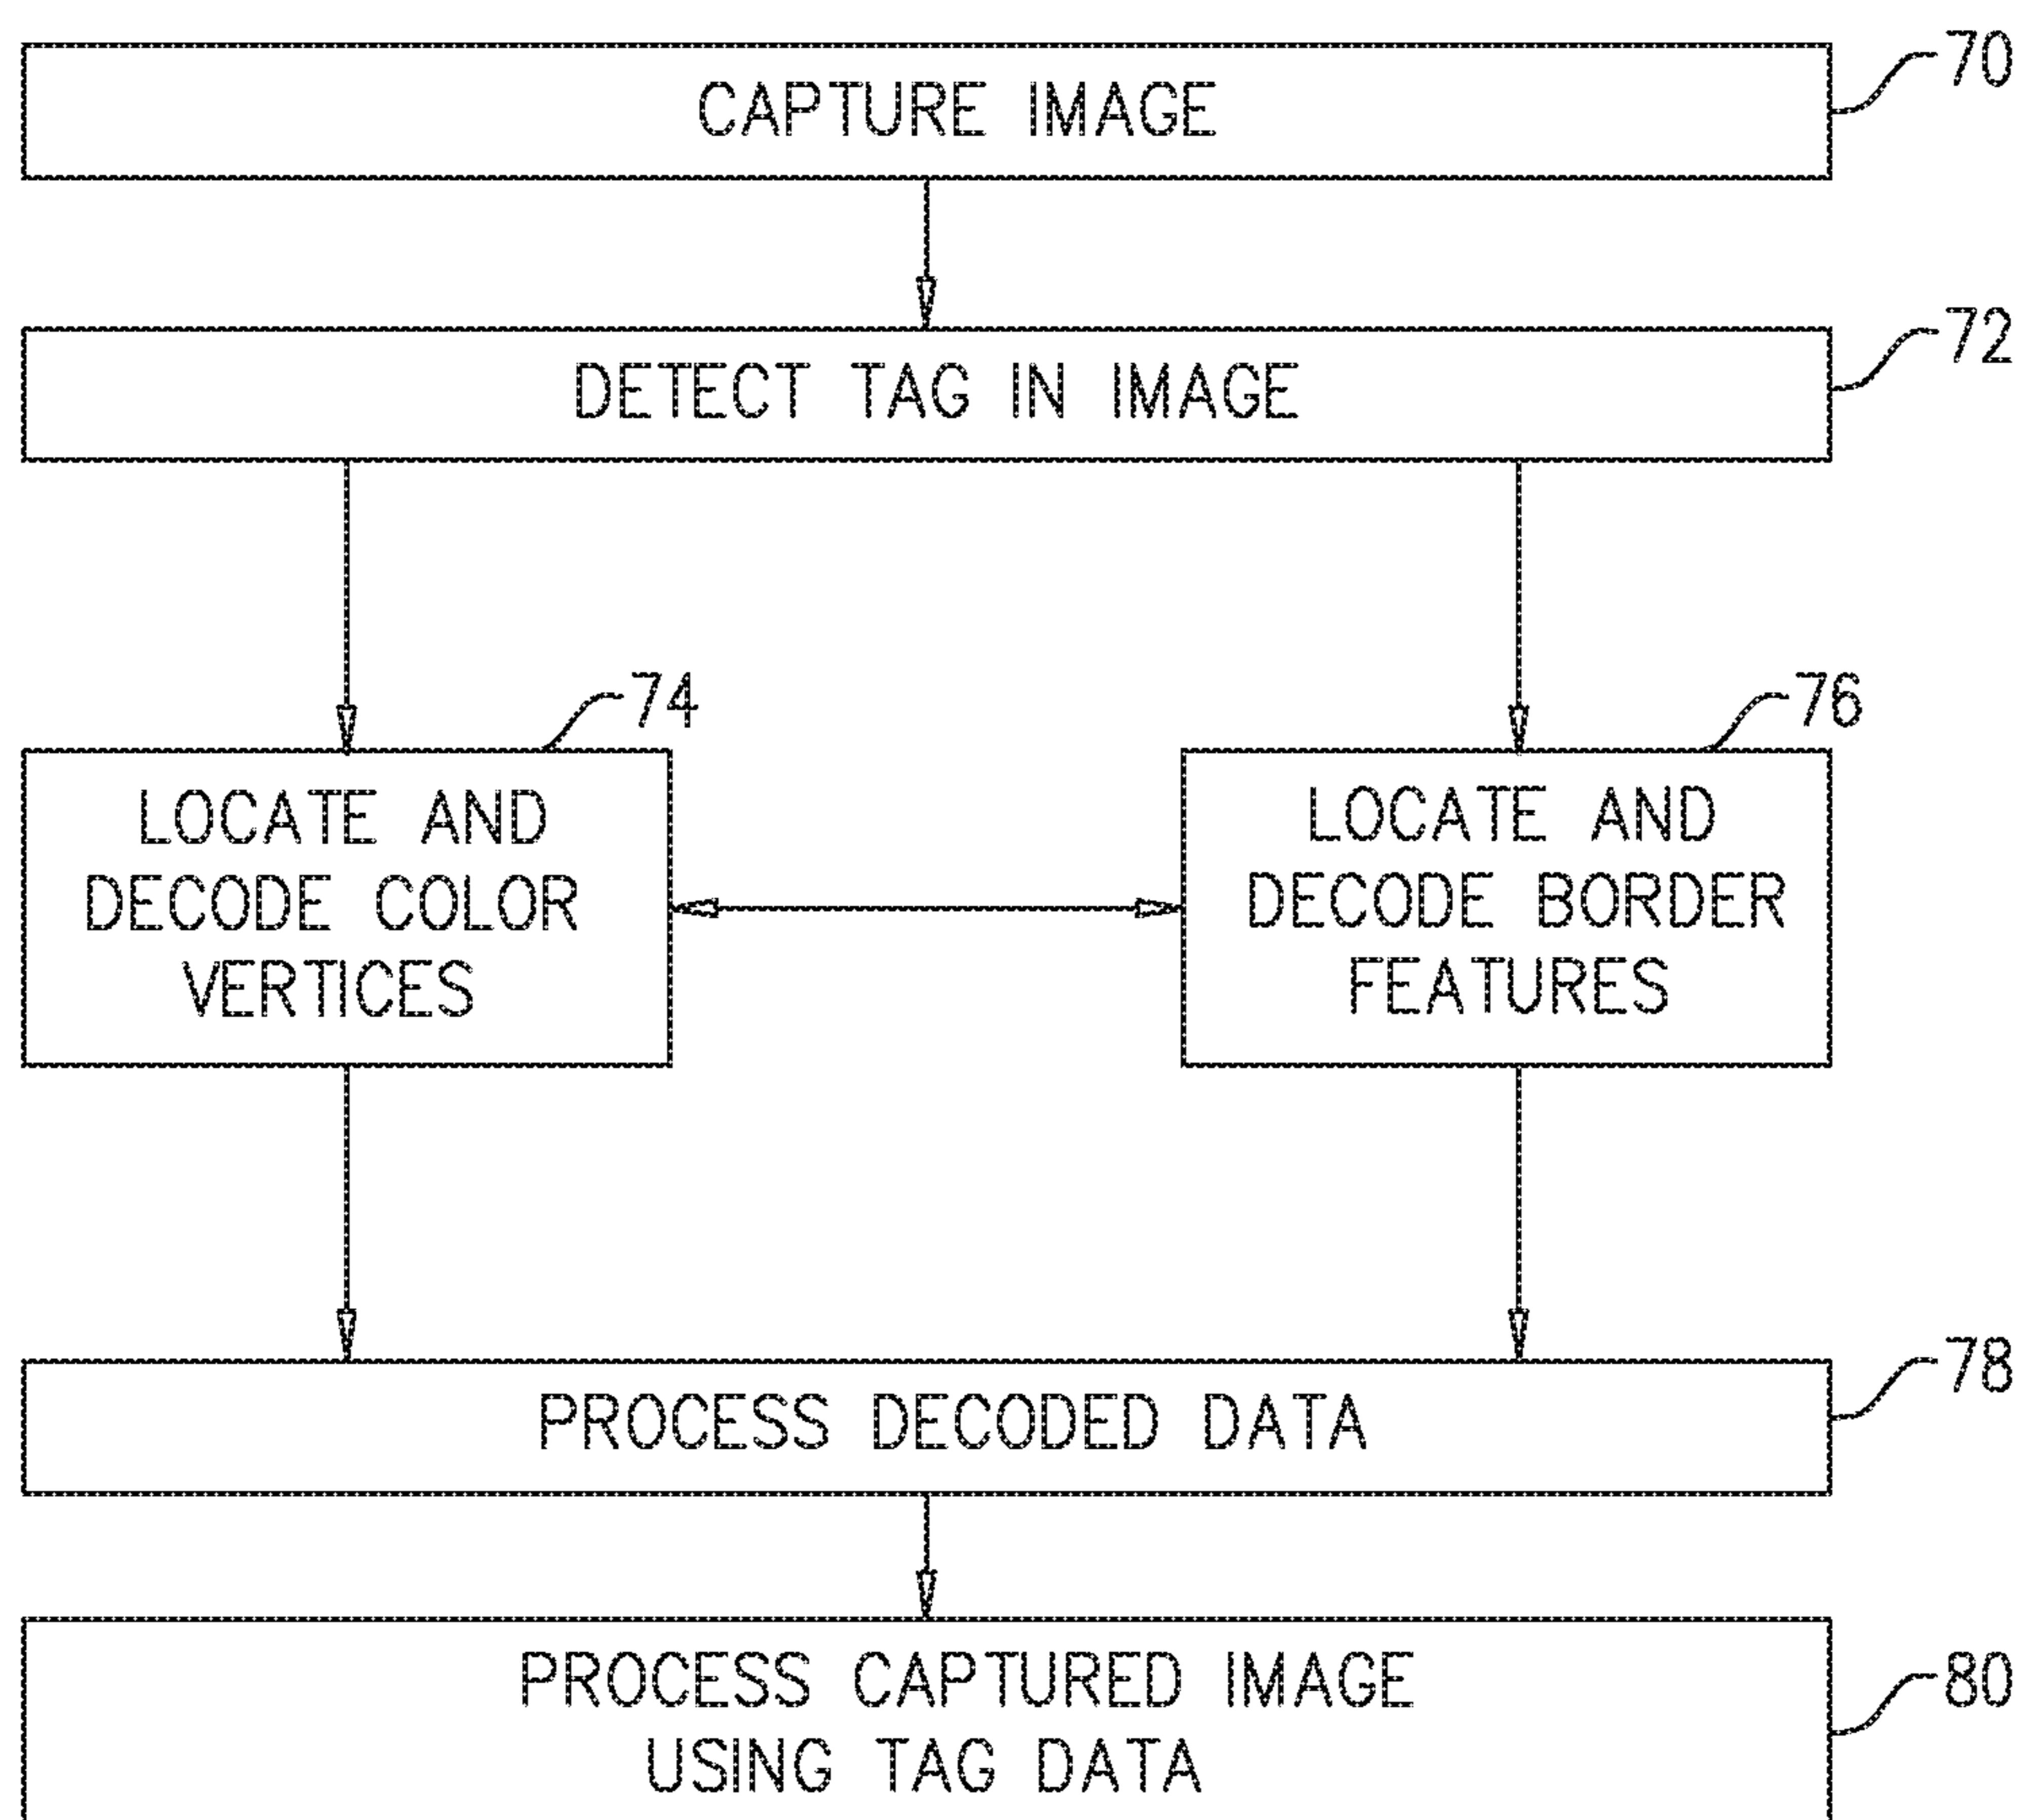 CAPTURE IMAGE
70
DETECT TAG IN IMAGE
72
74
LOCATE AND
DECODE COLOR
VERTICES
76
LOCATE AND
DECODE BORDER
FEATURES
PROCESS DECODED DATA
78
PROCESS CAPTURED IMAGE
USING TAG DATA
80